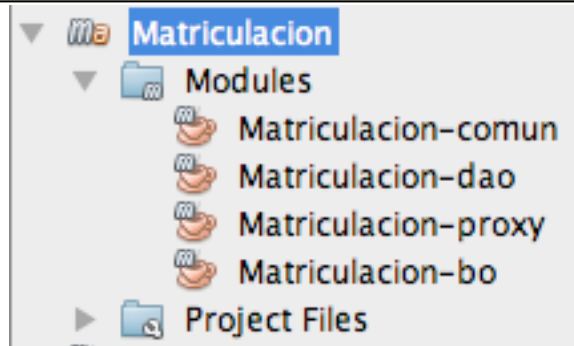 Matriculacion
Modules
Matriculacion-comun
Matriculacion-dao
Matriculacion-proxy
Matriculacion-bo
Project Files